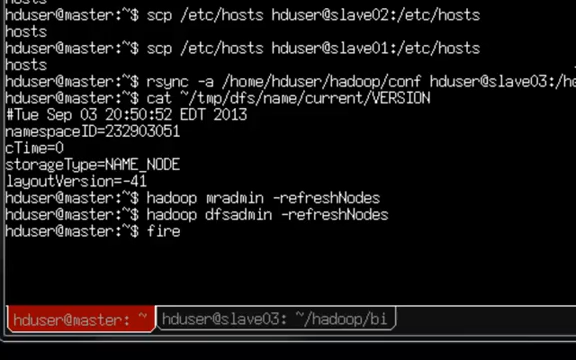 hosts
hduser@master:~$ scp /etc/hosts hduser@slave02:/etc/hosts
hosts
hduser@master:~$ scp /etc/hosts hduser@slave01:/etc/hosts
hosts
hduser@master:~$ rsync -a /home/hduser/hadoop/conf hduser@slave03:/h
hduser@master:~$ cat ~/tmp/dfs/name/current/VERSION
#Tue Sep 03 20:50:52 EDT 2013
namespaceID=232903051
cTime=0
storageType=NAME_NODE
layoutVersion=-41
hduser@master:~$ hadoop mradmin -refreshNodes
hduser@master:~$ hadoop dfsadmin -refreshNodes
hduser@master:~$ fire
hduser@master: ~
hduser@slave03: ~/hadoop/bi